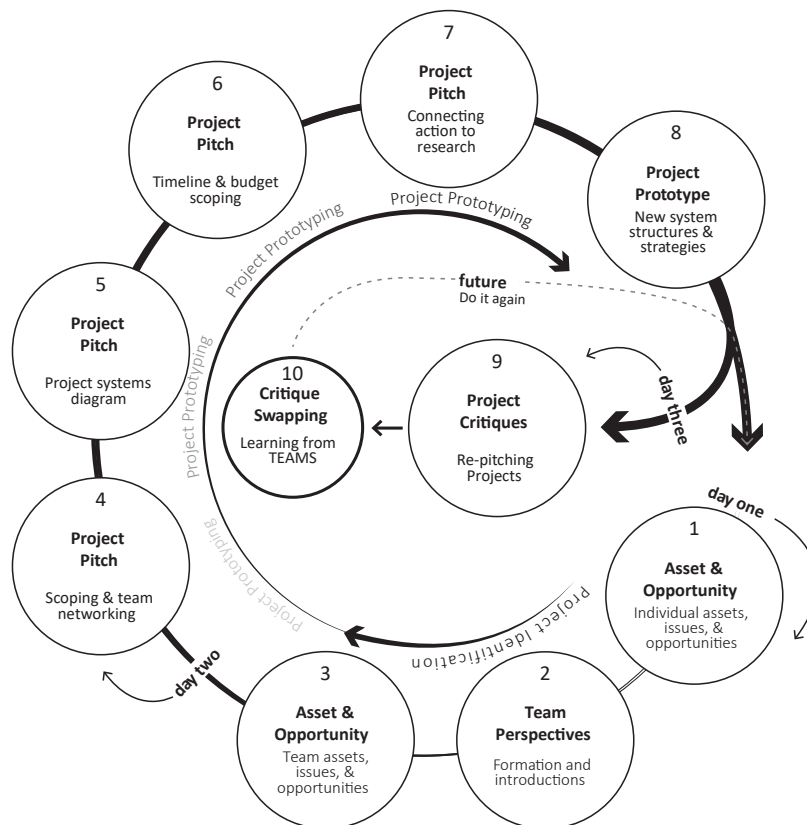 7
Project
Pitch
Connecting
action to
research
6
Project
Pitch
Timeline & budget
scoping
8
Project
Prototype
New system
structures &
strategies
Project Prototyping
Project Prototyping
Project Prototyping
Project Prototyping
future
Do it again
5
Project
Pitch
Project systems
diagram
10
Critique
Swapping
Learning from
TEAMS
9
Project
Critiques
Re-pitching
Projects
day three
4
Project
Pitch
Scoping & team
networking
day one
1
Asset &
Opportunity
Individual assets,
issues, &
opportunities
Project Identification
day two
3
Asset &
Opportunity
Team assets,
issues, &
opportunities
2
Team
Perspectives
Formation and
introductions